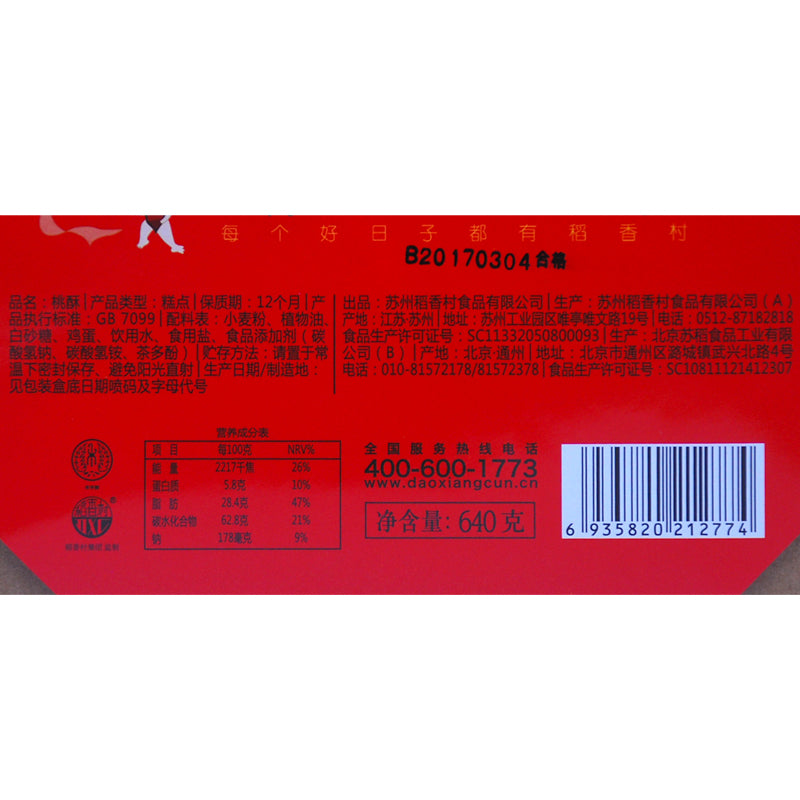 每个好日子都有稻香村
B20170304合格
品名：桃酥|产品类型：糕点|保质期：12个月|产
品执行标准：GB 7099|配料表：小麦粉、植物油、
白砂糖、鸡蛋、饮用水、食用盐、食品添加剂（碳
酸氢钠、碳酸氢铵、茶多酚）|贮存方法：请置于常
温下密封保存、避免阳光直射|生产日期/制造地：
见包装盒底日期喷码及字母代号
出品：苏州稻香村食品有限公司|生产：苏州稻香村食品有限公司（A）
产地：江苏·苏州|地址：苏州工业园区唯亭唯文路19号|电话：0512-87182818
食品生产许可证号：SC11332050800093|生产：北京苏稻食品工业有限
公司（B）|产地：北京·通州|地址：北京市通州区潞城镇武兴北路4号
电话：010-81572178/81572378|食品生产许可证号：SC10811121412307
营养成分表
项 目 每100克 NRV%
能 量 2217千焦 26%
蛋白质 5.8克 10%
脂 肪 28.4克 47%
碳水化合物 62.8克 21%
钠 178毫克 9%
DXC
稻香村集团监制
全国服务热线电话
400-600-1773
www.daoxiangcun.cn
净含量：640克
6 935820 212774